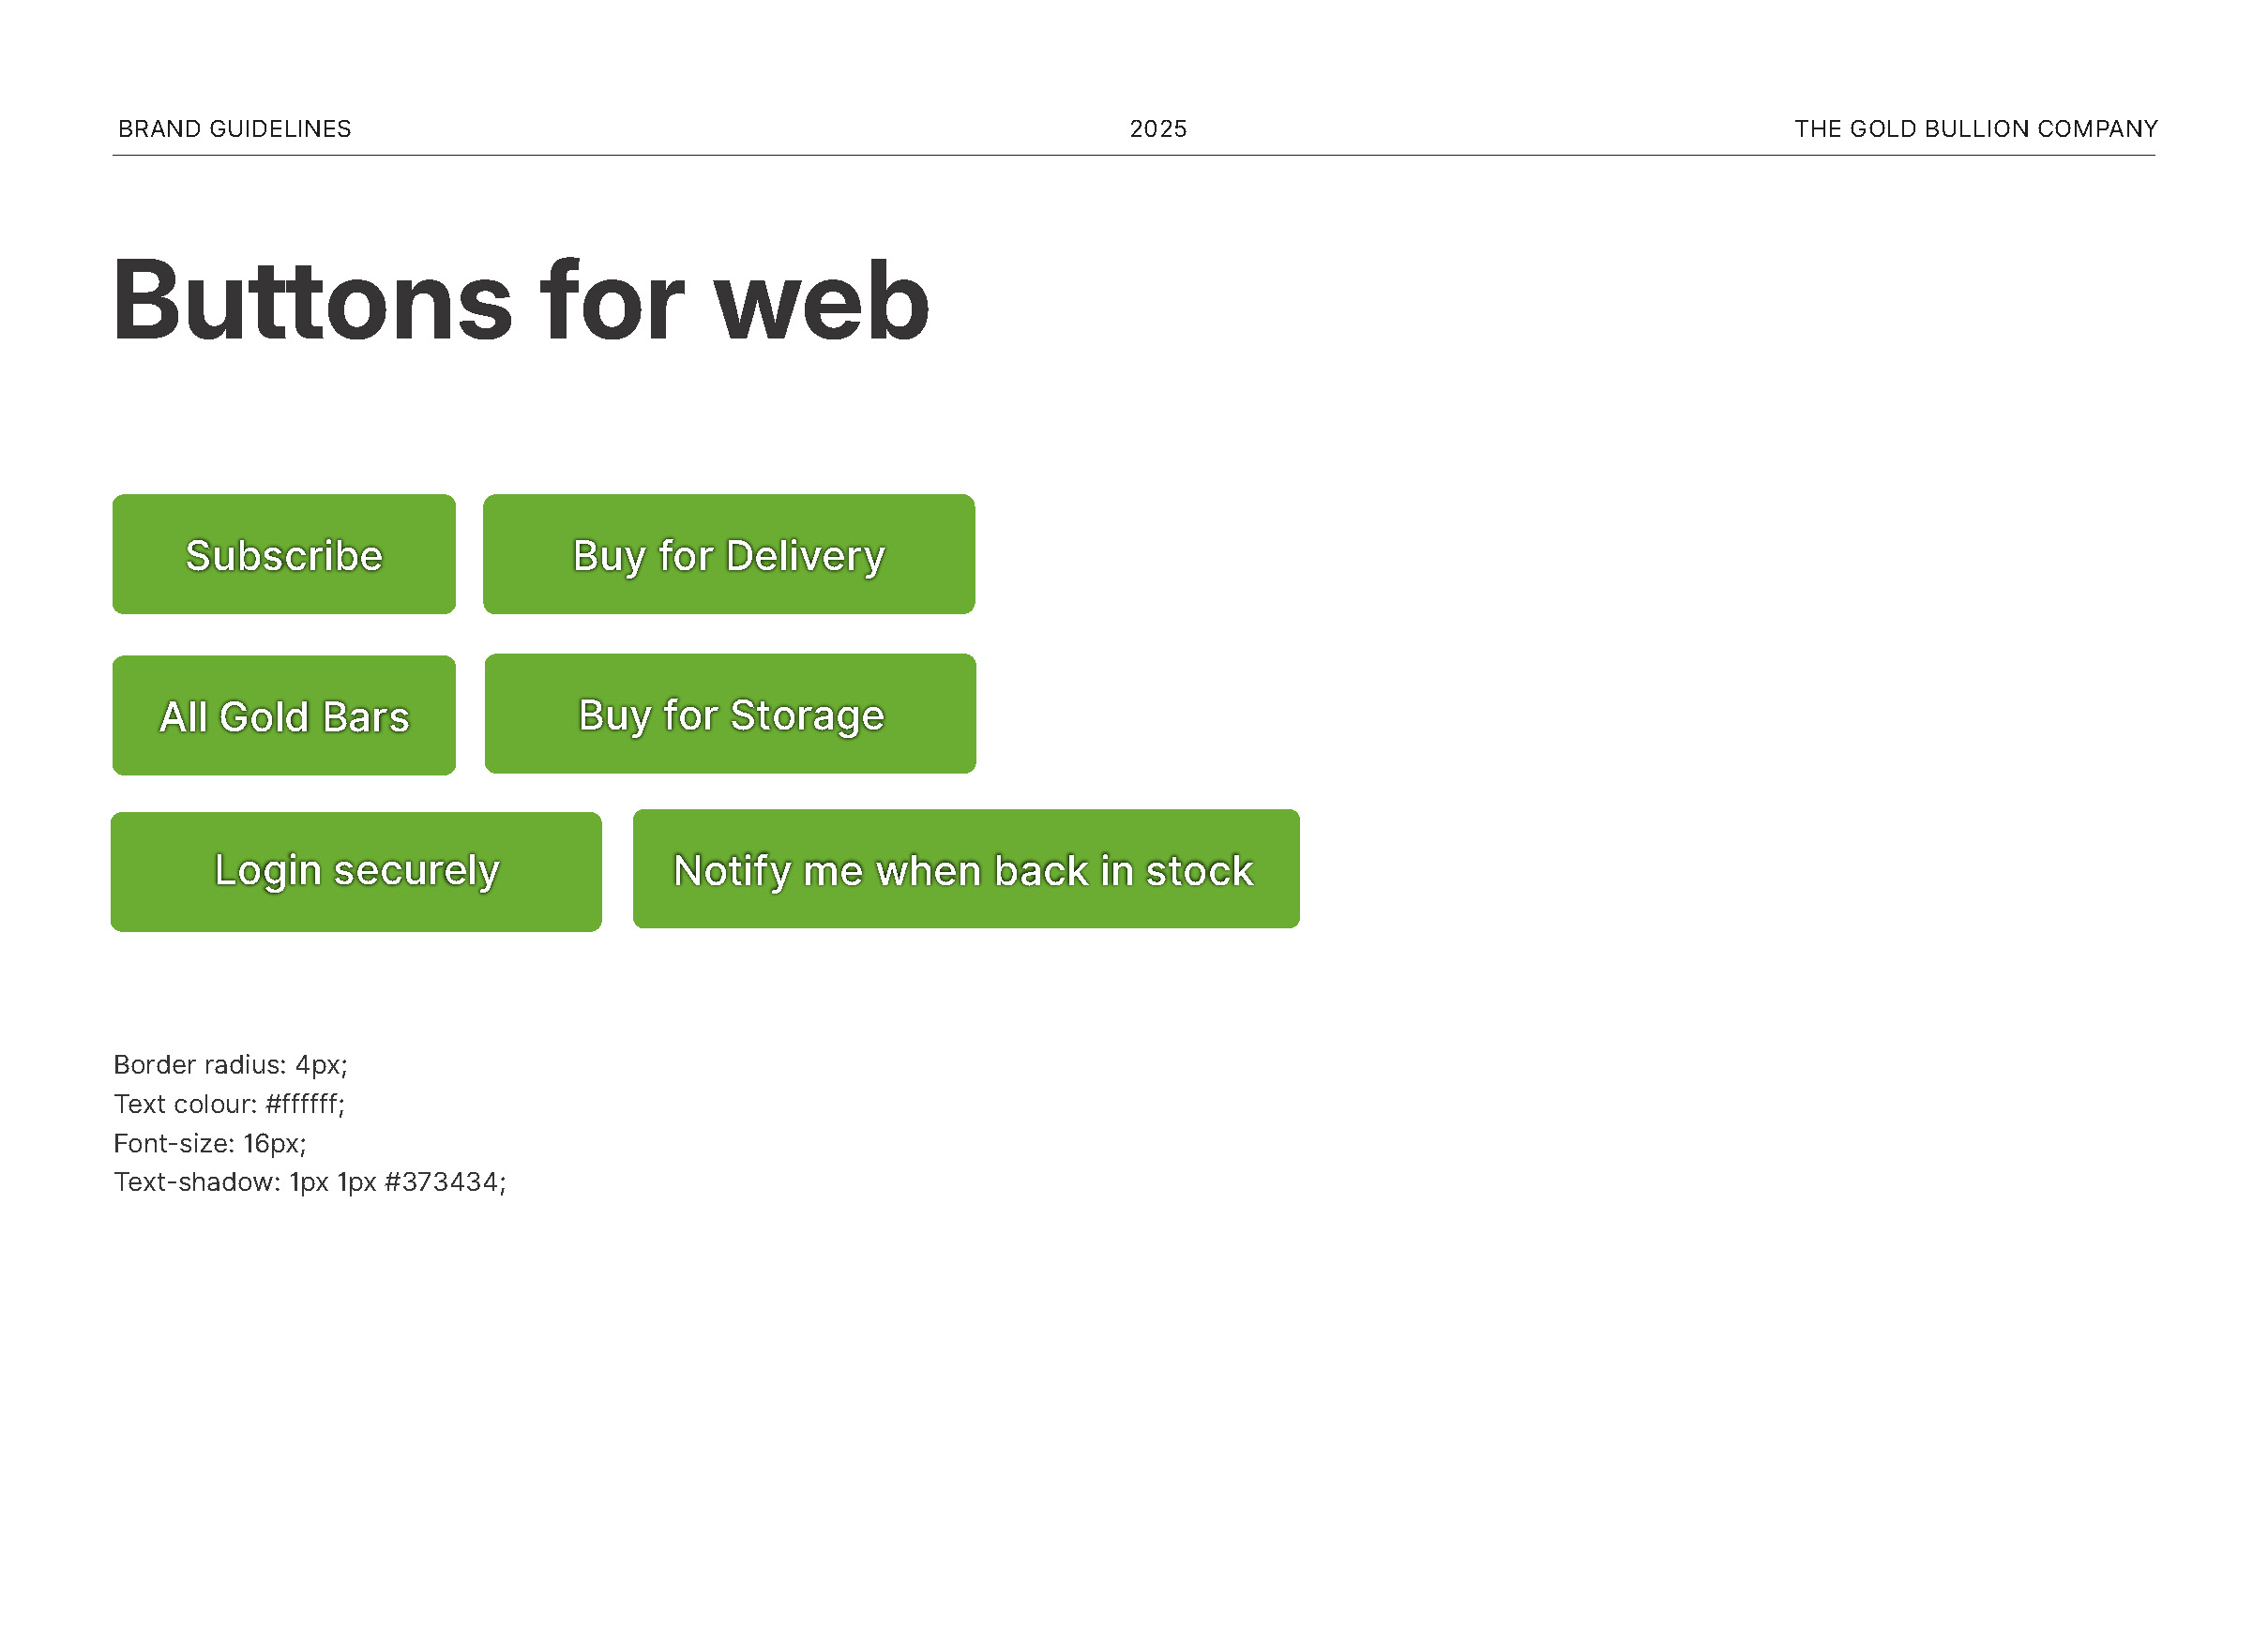 BRAND GUIDELINES 2025 THE GOLD BULLION COMPANY
Buttons for web
Subscribe Buy for Delivery
All Gold Bars Buy for Storage
Login securely Notify me when back in stock
Border radius: 4px;
Text colour: #ffffff;
Font-size: 16px;
Text-shadow: 1px 1px #373434;